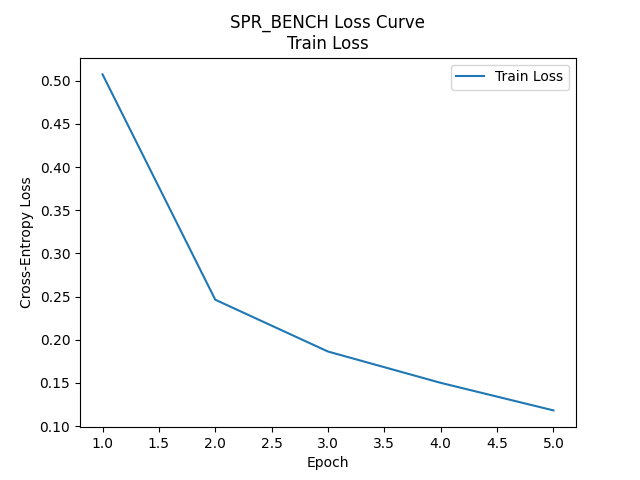 SPR_BENCH Loss Curve
Train Loss
Train Loss
Cross-Entropy Loss
0.50
0.45
0.40
0.35
0.30
0.25
0.20
0.15
0.10
1.0 1.5 2.0 2.5 3.0 3.5 4.0 4.5 5.0
Epoch